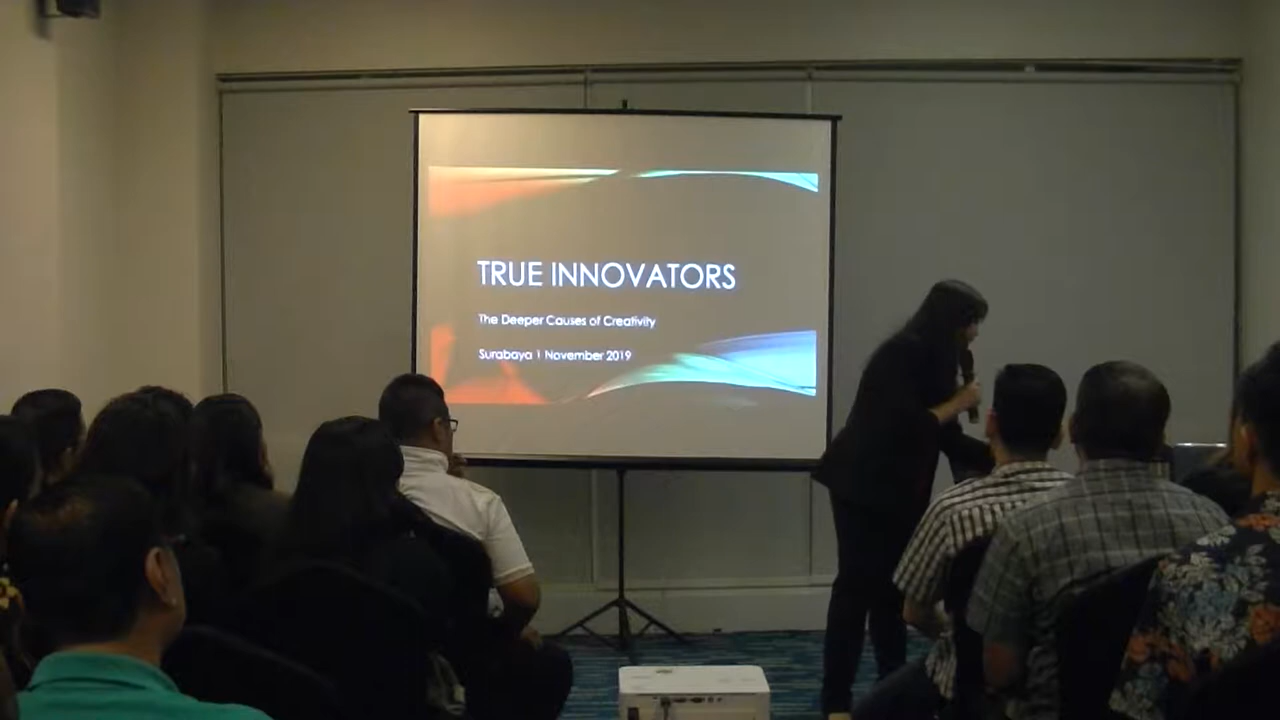 TRUE INNOVATORS
The Deeper Causes of Creativity
Surabaya 1 November 2019